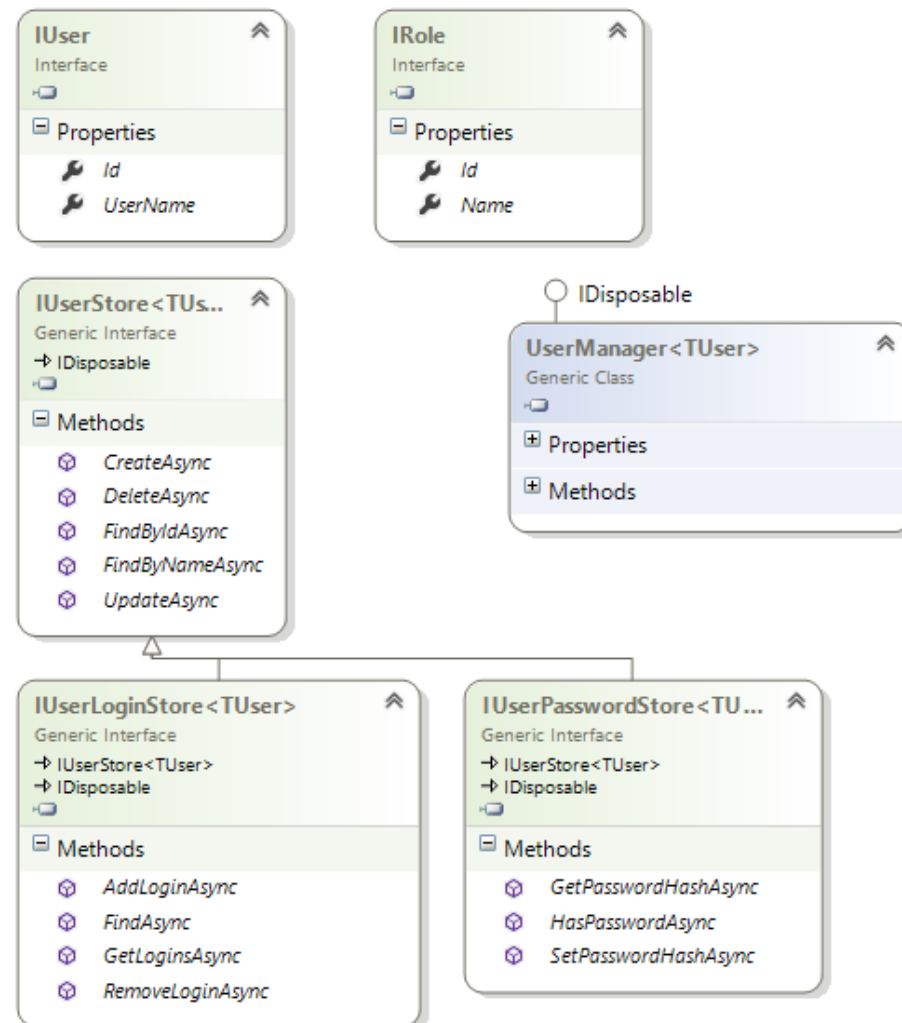 IUser
Interface
Properties
Id
UserName
IRole
Interface
Properties
Id
Name
IUserStore<TUs...
Generic Interface
IDisposable
Methods
CreateAsync
DeleteAsync
FindByIdAsync
FindByNameAsync
UpdateAsync
IDisposable
UserManager<TUser>
Generic Class
Properties
Methods
IUserLoginStore<TUser>
Generic Interface
IUserStore<TUser>
IDisposable
Methods
AddLoginAsync
FindAsync
GetLoginsAsync
RemoveLoginAsync
IUserPasswordStore<TU...
Generic Interface
IUserStore<TUser>
IDisposable
Methods
GetPasswordHashAsync
HasPasswordAsync
SetPasswordHashAsync